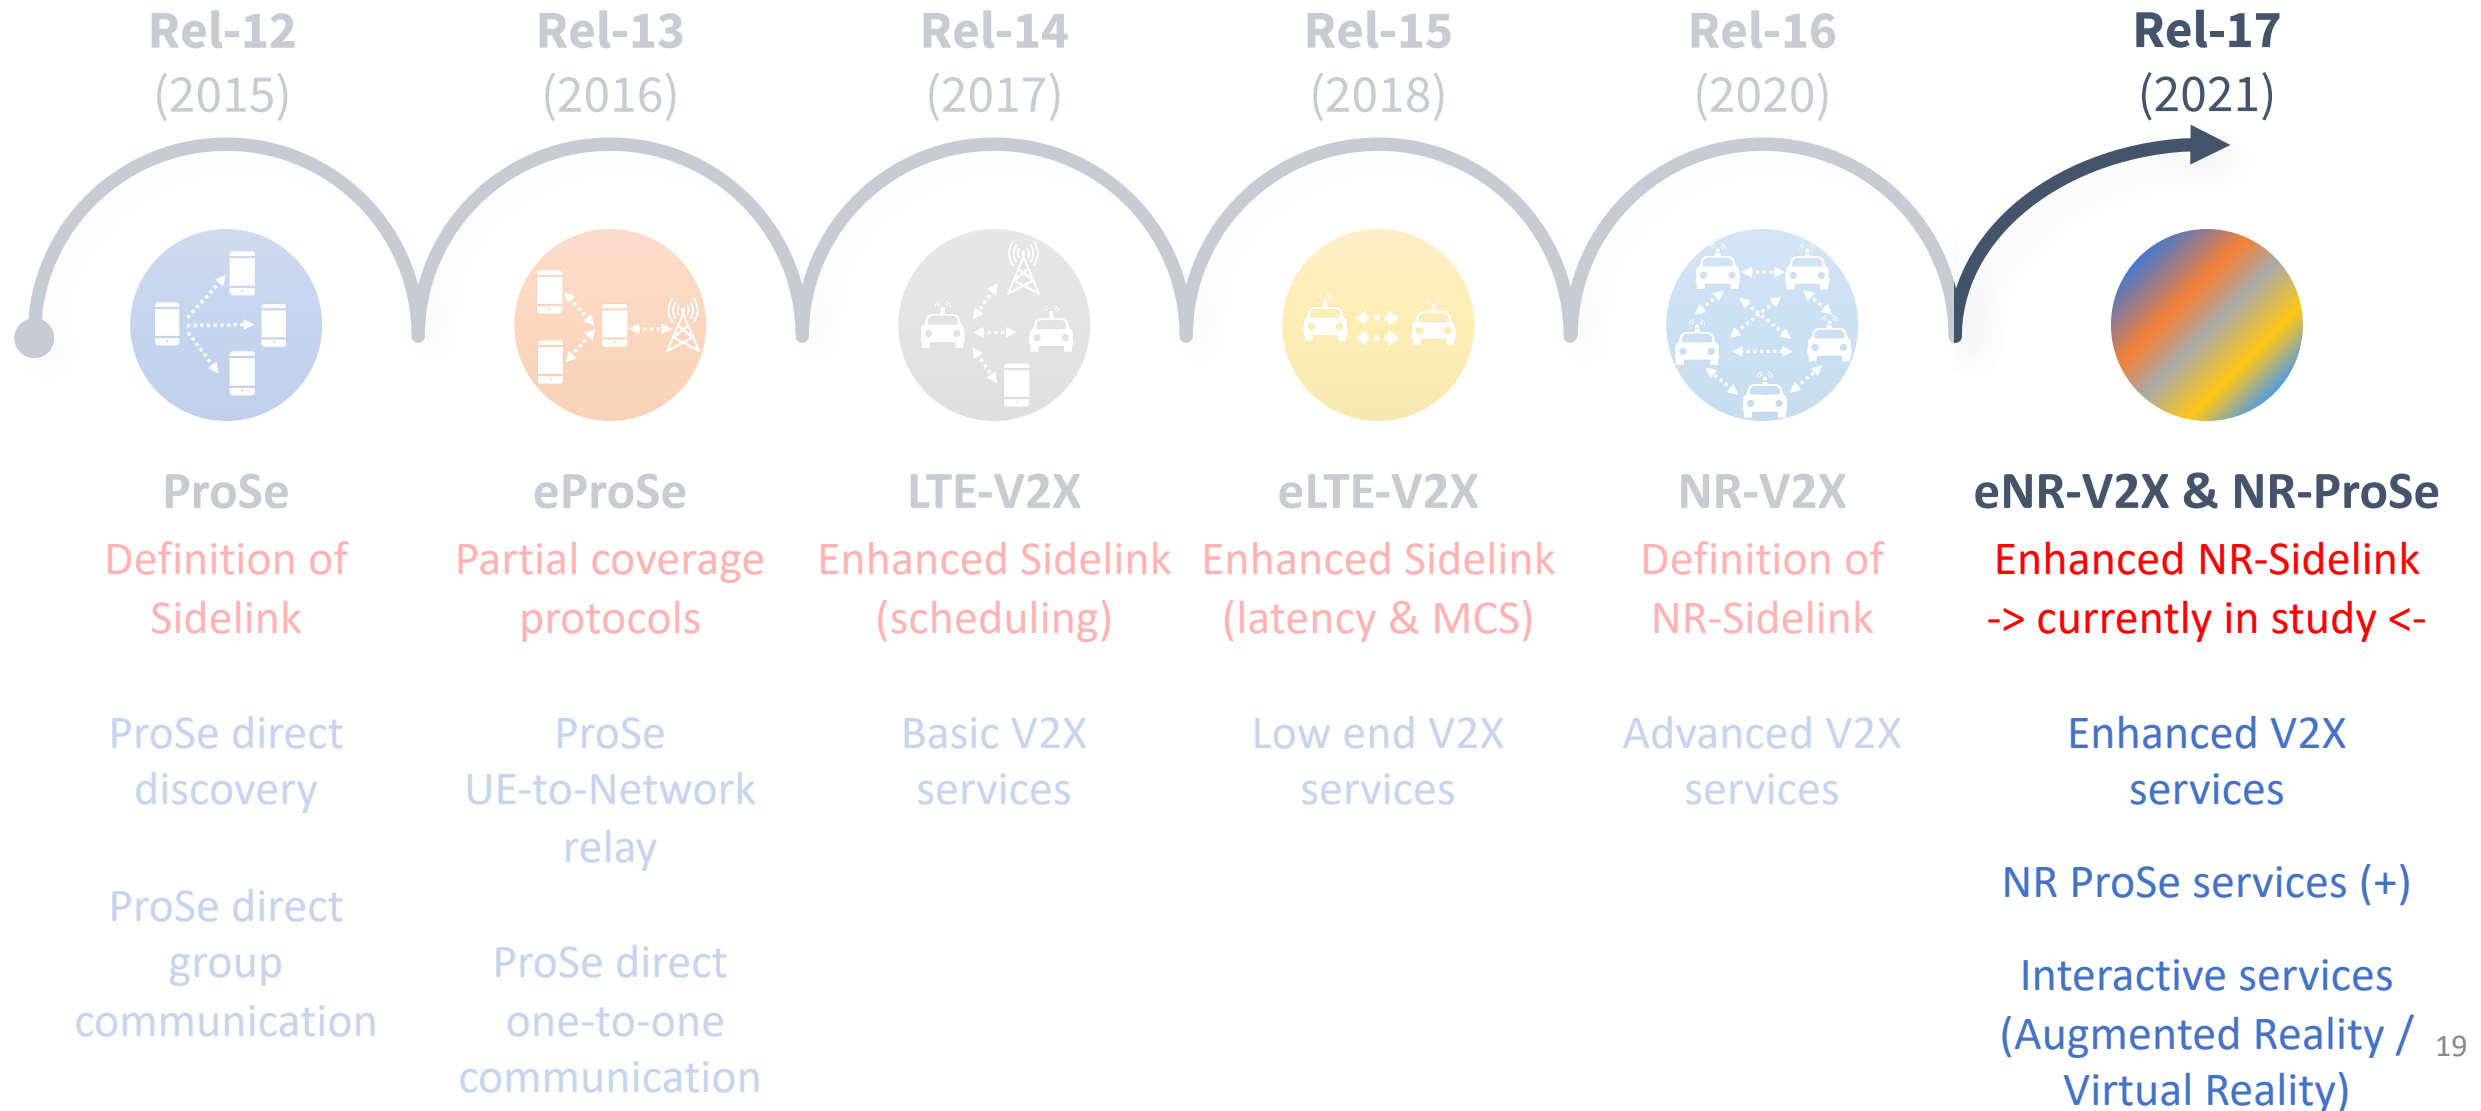 Rel-12
(2015)
ProSe
Definition of
Sidelink
ProSe direct
discovery
ProSe direct
group
communication
Rel-13
(2016)
eProSe
Partial coverage
protocols
ProSe
UE-to-Network
relay
ProSe direct
one-to-one
communication
Rel-14
(2017)
LTE-V2X
Enhanced Sidelink
(scheduling)
Basic V2X
services
Rel-15
(2018)
eLTE-V2X
Enhanced Sidelink
(latency & MCS)
Low end V2X
services
Rel-16
(2020)
NR-V2X
Definition of
NR-Sidelink
Advanced V2X
services
Rel-17
(2021)
eNR-V2X & NR-ProSe
Enhanced NR-Sidelink
-> currently in study <-
Enhanced V2X
services
NR ProSe services (+)
Interactive services
(Augmented Reality /
Virtual Reality)
19